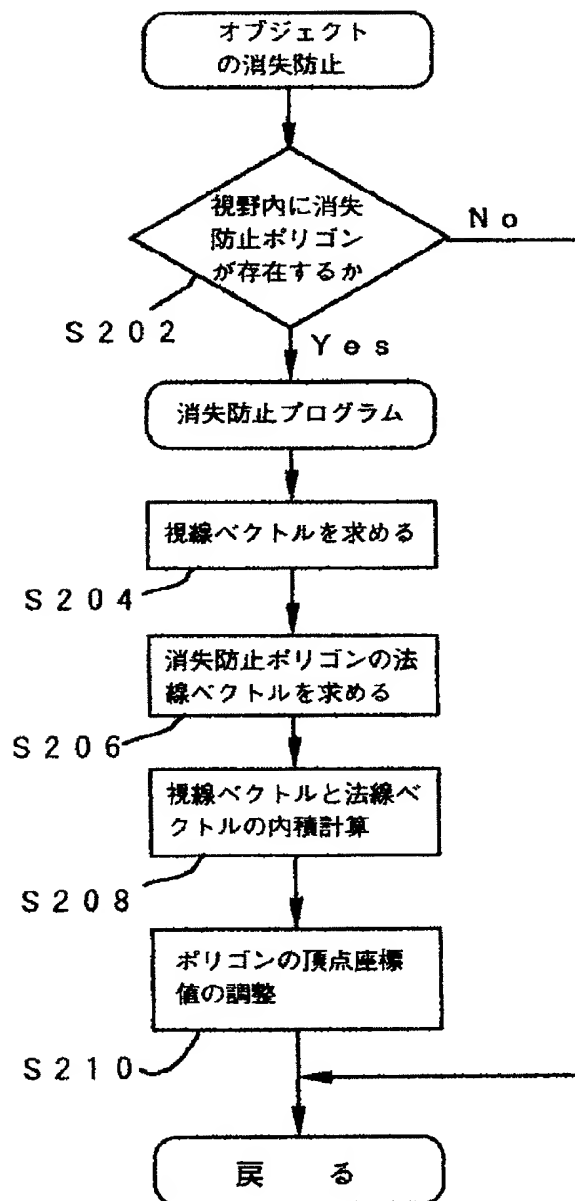 オブジェクト
の消失防止
視野内に消失
防止ポリゴン
が存在するか
No
S202
Yes
消失防止プログラム
視線ベクトルを求める
S204
消失防止ポリゴンの法
線ベクトルを求める
S206
視線ベクトルと法線ベ
クトルの内積計算
S208
ポリゴンの頂点座標
値の調整
S210
戻る